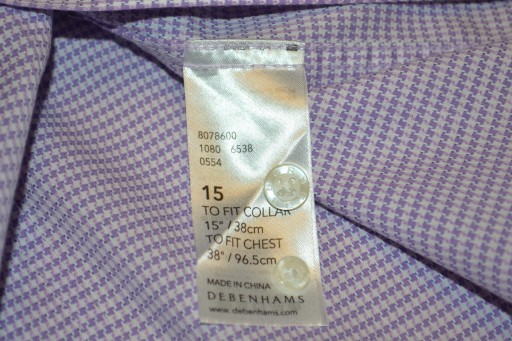 8078600
1080 6538
0554
15
TO FIT COLLAR
15" / 38cm
TO FIT CHEST
38" / 96.5cm
MADE IN CHINA
DEBENHAMS
www.debenhams.com